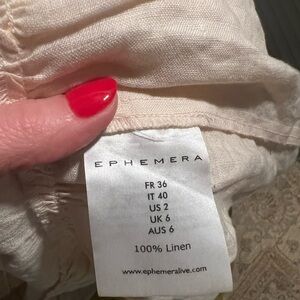 EPHEMERA
FR 36
IT 40
US 2
UK 6
AUS 6
100% Linen
www.ephemeralive.com